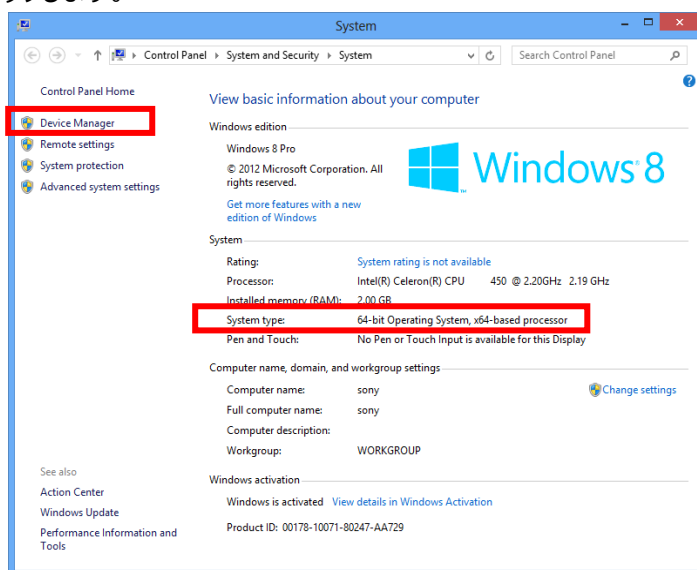 System
Control Panel ▸ System and Security ▸ System
Search Control Panel
Control Panel Home
Device Manager
Remote settings
System protection
Advanced system settings
View basic information about your computer
Windows edition
Windows 8 Pro
© 2012 Microsoft Corporation. All
rights reserved.
Get more features with a new
edition of Windows
Windows 8
System
Rating: System rating is not available
Processor: Intel(R) Celeron(R) CPU 450 @ 2.20GHz 2.19 GHz
Installed memory (RAM): 2.00 GB
System type: 64-bit Operating System, x64-based processor
Pen and Touch: No Pen or Touch Input is available for this Display
Computer name, domain, and workgroup settings
Computer name: sony
Change settings
Full computer name: sony
Computer description:
Workgroup: WORKGROUP
Windows activation
Windows is activated View details in Windows Activation
Product ID: 00178-10071-80247-AA729
See also
Action Center
Windows Update
Performance Information and
Tools